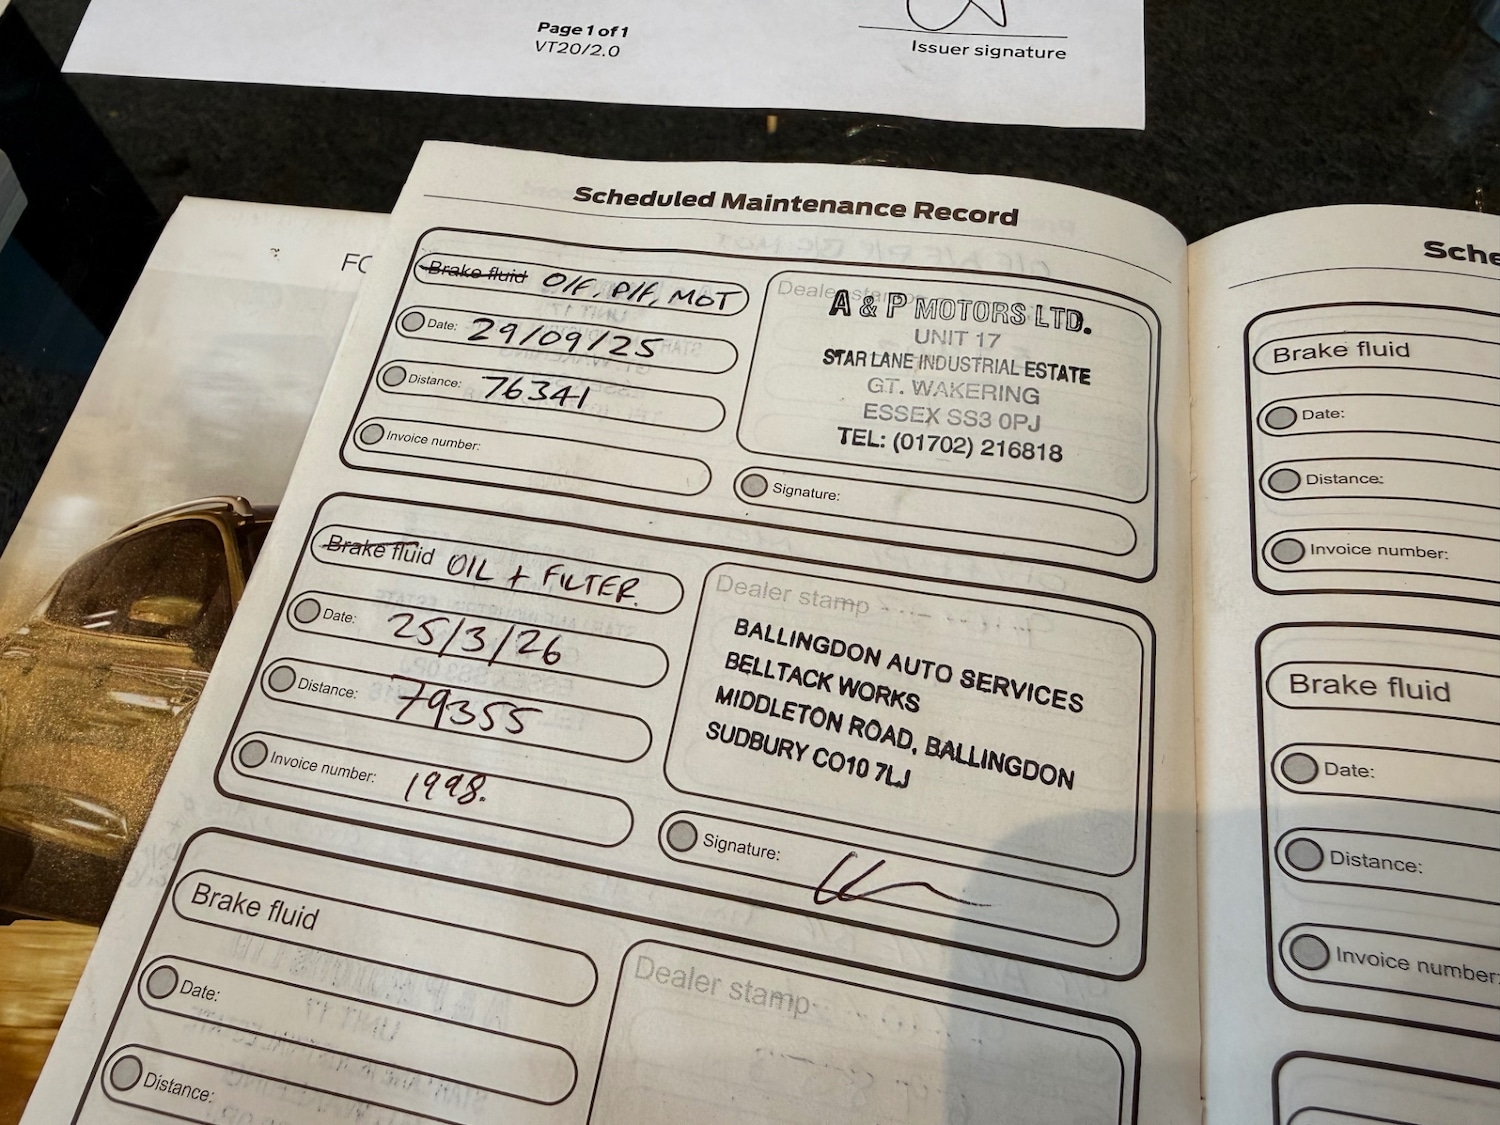 Page 1 of 1
VT20/2.0
Issuer signature
FO
Scheduled Maintenance Record
Brake fluid O/F, P/F, MOT
Date: 29/09/25
Distance: 76341
Invoice number:
Dealer stamp
A & P MOTORS LTD.
UNIT 17
STAR LANE INDUSTRIAL ESTATE
GT. WAKERING
ESSEX SS3 0PJ
TEL: (01702) 216818
Signature:
Brake fluid OIL + FILTER.
Date: 25/3/26
Distance: 79355
Invoice number: 1998.
Dealer stamp
BALLINGDON AUTO SERVICES
BELLTACK WORKS
MIDDLETON ROAD, BALLINGDON
SUDBURY CO10 7LJ
Signature:
Brake fluid
Date:
Distance:
Dealer stamp
Sche
Brake fluid
Date:
Distance:
Invoice number:
Brake fluid
Date:
Distance:
Invoice number: